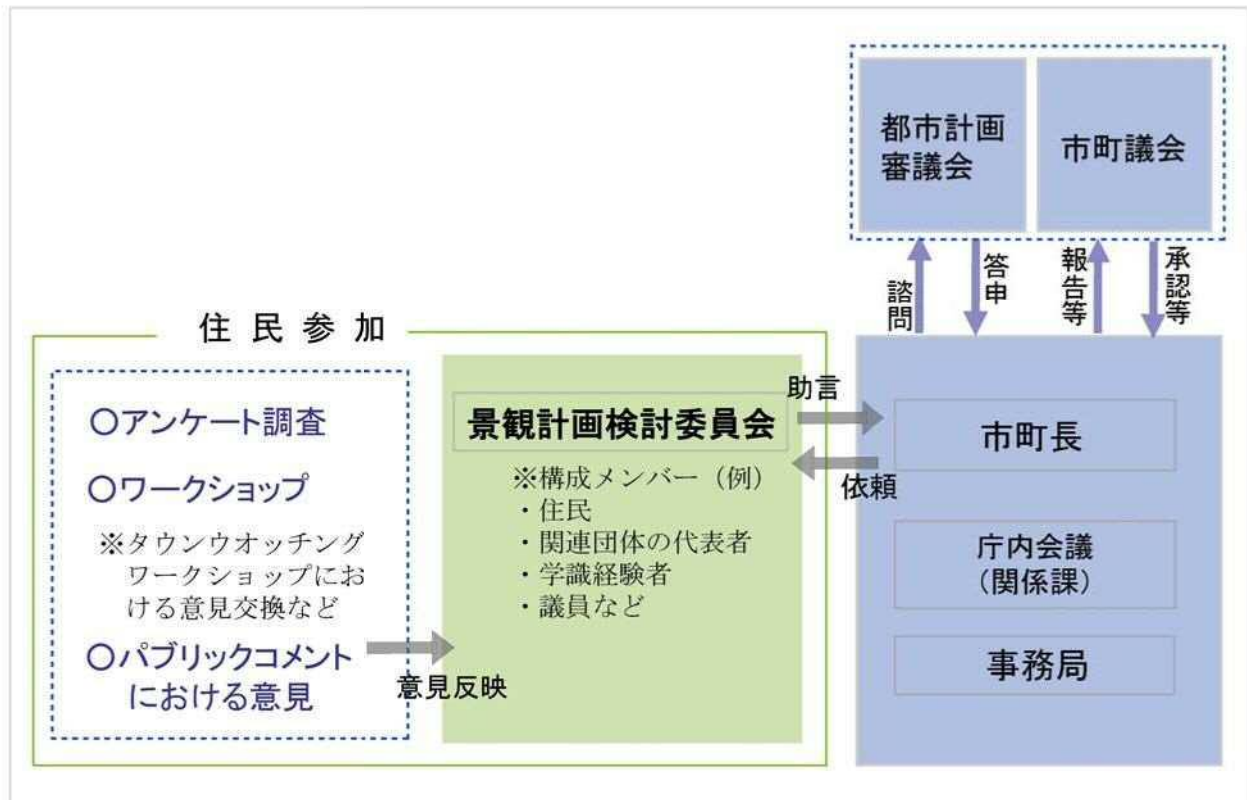 都市計画
審議会
市町議会
諮問
答申
報告等
承認等
住民参加
○アンケート調査
○ワークショップ
※タウンウオッチング
ワークショップにお
ける意見交換など
○パブリックコメント
における意見
意見反映
景観計画検討委員会
※構成メンバー（例）
・住民
・関連団体の代表者
・学識経験者
・議員など
助言
依頼
市町長
庁内会議
（関係課）
事務局